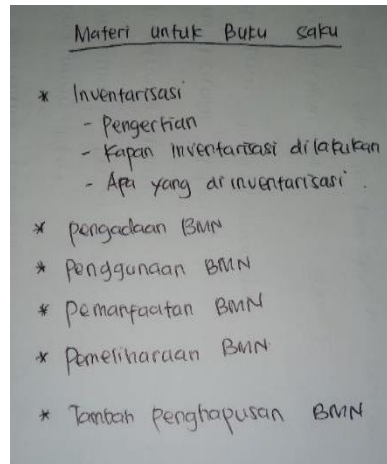 Materi untuk Buku saku
* Inventarisasi
- Pengertian
- Kapan Inventarisasi dilakukan
- Apa yang di inventarisasi.
* pengadaan BMN
* Penggunaan BMN
* Pemanfaatan BMN
* Pemeliharaan BMN
* Tambah penghapusan BMN